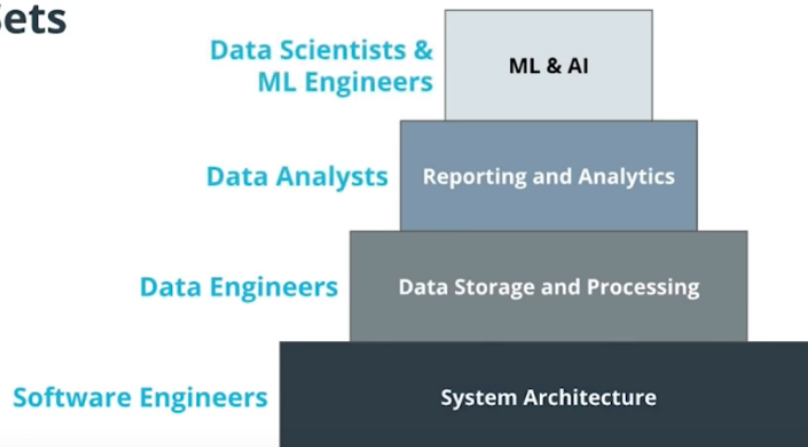 Data Scientists &
ML Engineers
ML & AI
Data Analysts
Reporting and Analytics
Data Engineers
Data Storage and Processing
Software Engineers
System Architecture